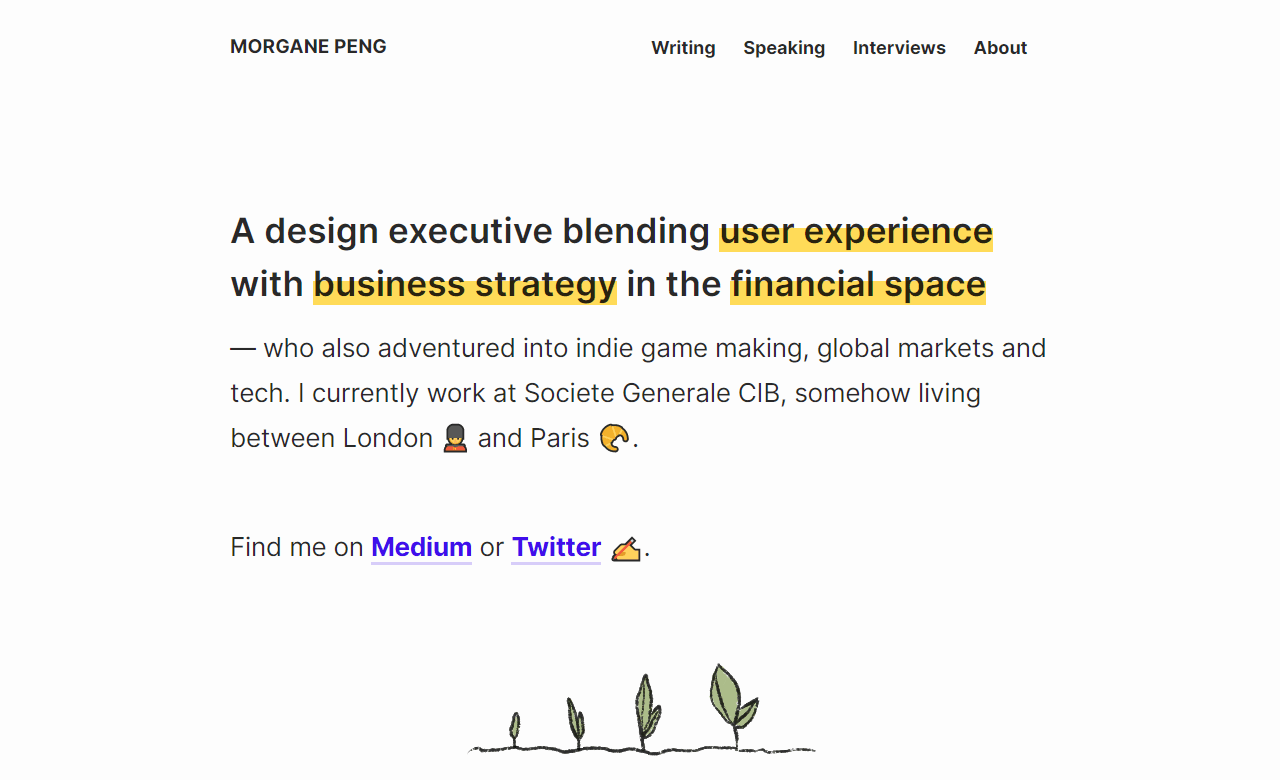 MORGANE PENG
Writing Speaking Interviews About
A design executive blending user experience
with business strategy in the financial space
— who also adventured into indie game making, global markets and
tech. I currently work at Societe Generale CIB, somehow living
between London 💂 and Paris 🥐.
Find me on Medium or Twitter ✍️.